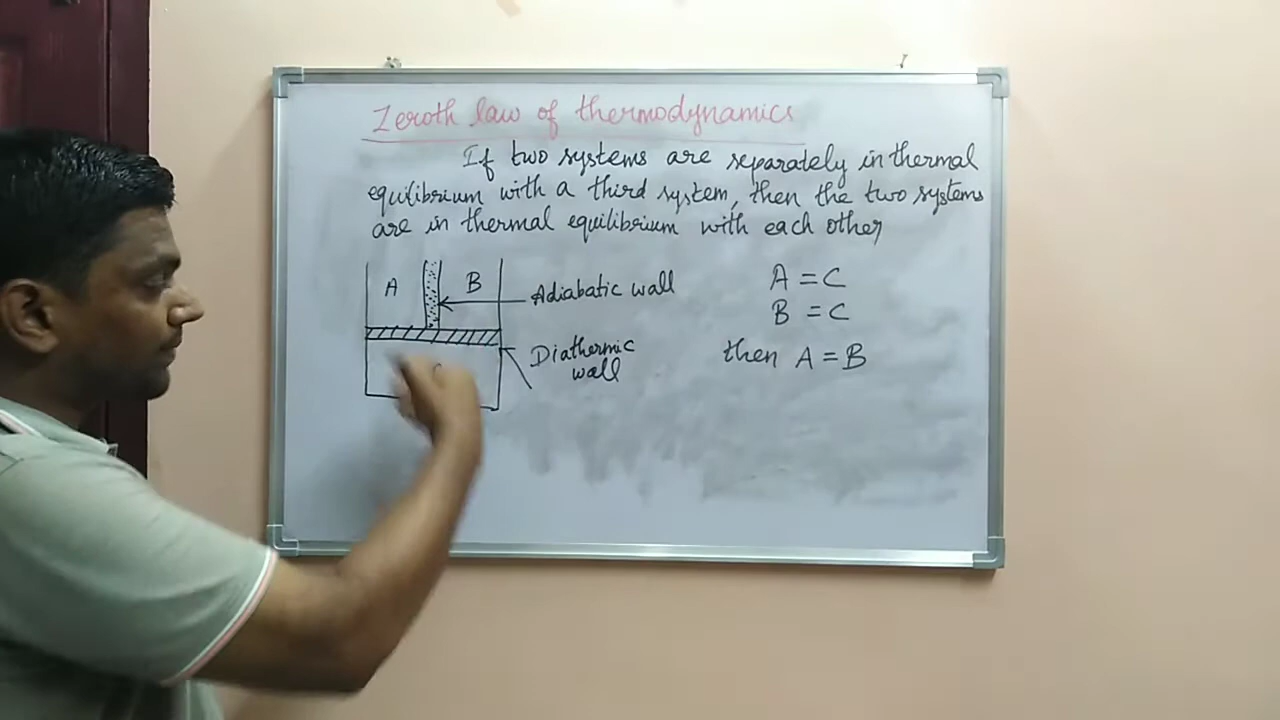 Zeroth law of thermodynamics
If two systems are separately in thermal
equilibrium with a third system, then the two systems
are in thermal equilibrium with each other
A B Adiabatic wall A = C
B = C
Diathermic then A = B
wall